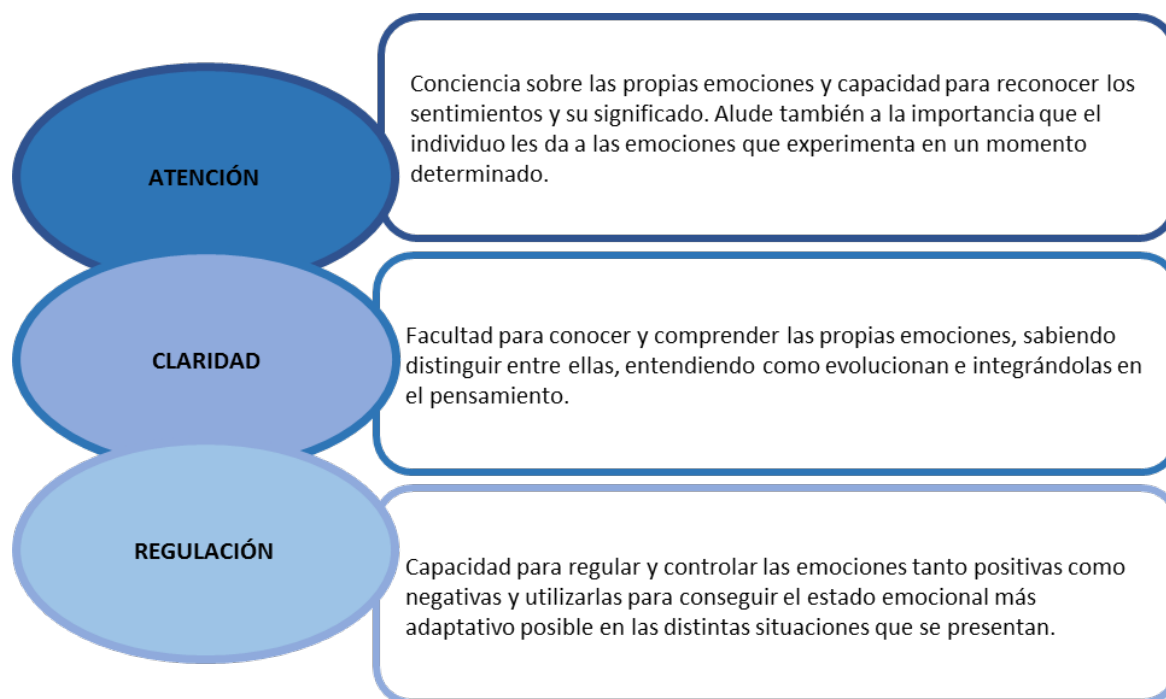 ATENCIÓN
Conciencia sobre las propias emociones y capacidad para reconocer los
sentimientos y su significado. Alude también a la importancia que el
individuo les da a las emociones que experimenta en un momento
determinado.
CLARIDAD
Facultad para conocer y comprender las propias emociones, sabiendo
distinguir entre ellas, entendiendo como evolucionan e integrándolas en
el pensamiento.
REGULACIÓN
Capacidad para regular y controlar las emociones tanto positivas como
negativas y utilizarlas para conseguir el estado emocional más
adaptativo posible en las distintas situaciones que se presentan.